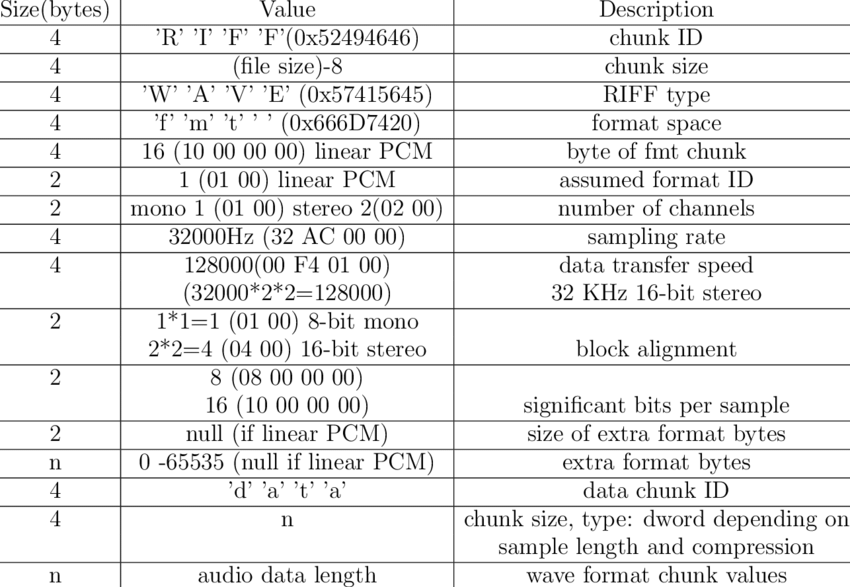 Size(bytes) Value Description
4 'R' 'I' 'F' 'F'(0x52494646) chunk ID
4 (file size)-8 chunk size
4 'W' 'A' 'V' 'E' (0x57415645) RIFF type
4 'f' 'm' 't' ' ' (0x666D7420) format space
4 16 (10 00 00 00) linear PCM byte of fmt chunk
2 1 (01 00) linear PCM assumed format ID
2 mono 1 (01 00) stereo 2(02 00) number of channels
4 32000Hz (32 AC 00 00) sampling rate
4 128000(00 F4 01 00) data transfer speed
(32000*2*2=128000) 32 KHz 16-bit stereo
2 1*1=1 (01 00) 8-bit mono
2*2=4 (04 00) 16-bit stereo block alignment
2 8 (08 00 00 00)
16 (10 00 00 00) significant bits per sample
2 null (if linear PCM) size of extra format bytes
n 0 -65535 (null if linear PCM) extra format bytes
4 'd' 'a' 't' 'a' data chunk ID
4 n chunk size, type: dword depending on
sample length and compression
n audio data length wave format chunk values